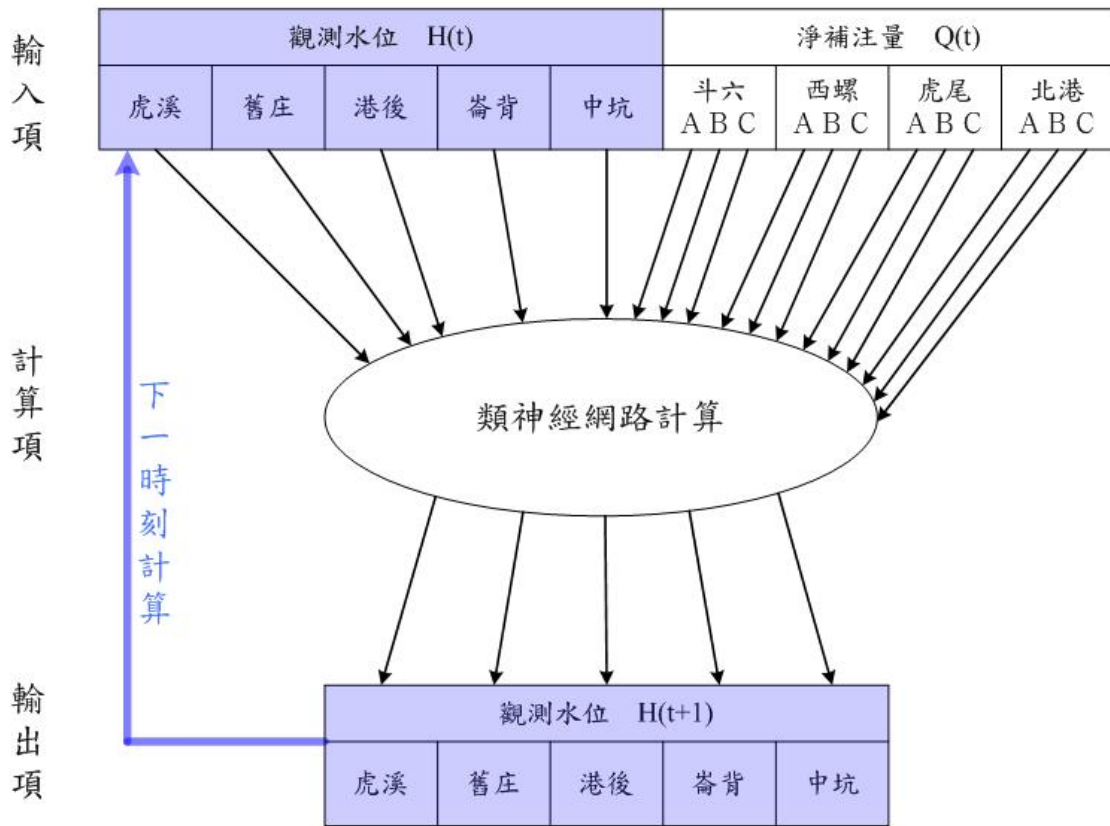 輸入項
觀測水位 H(t)
淨補注量 Q(t)
虎溪
舊庄
港後
崙背
中坑
斗六
A B C
西螺
A B C
虎尾
A B C
北港
A B C
計算項
類神經網路計算
下一時刻計算
輸出項
觀測水位 H(t+1)
虎溪
舊庄
港後
崙背
中坑